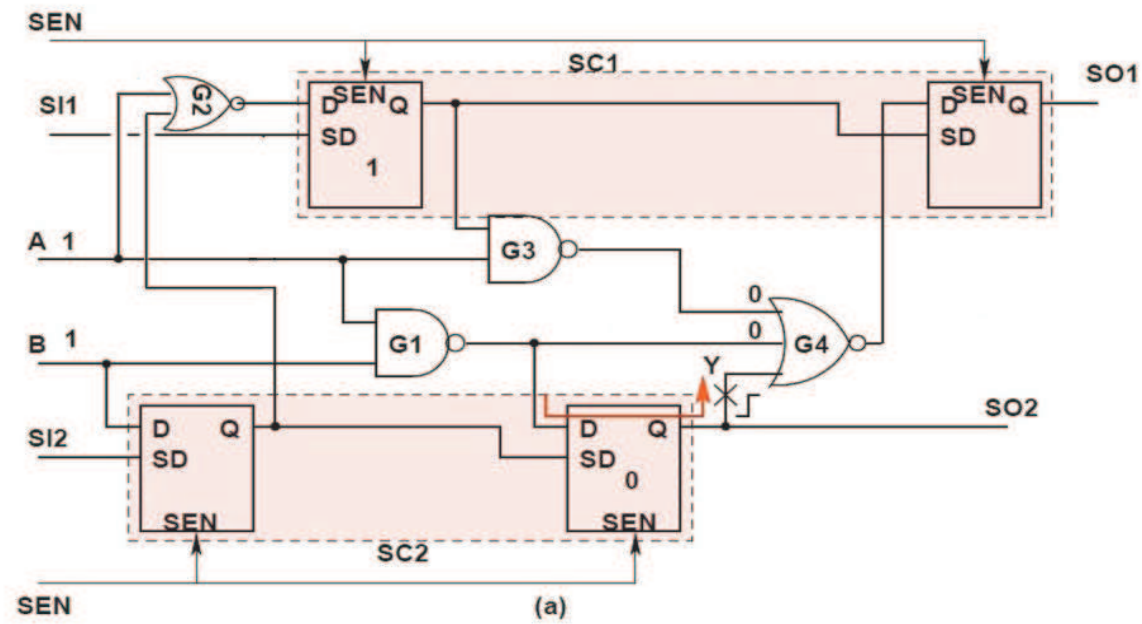 SEN
SC1
SO1
SI1
G2
D SEN Q
SD
1
D SEN Q
SD
A 1
G3
0
B 1
G1
0
G4
Y
SI2
D Q
SD
SEN
D Q
SD
0
SEN
SO2
SC2
SEN
(a)